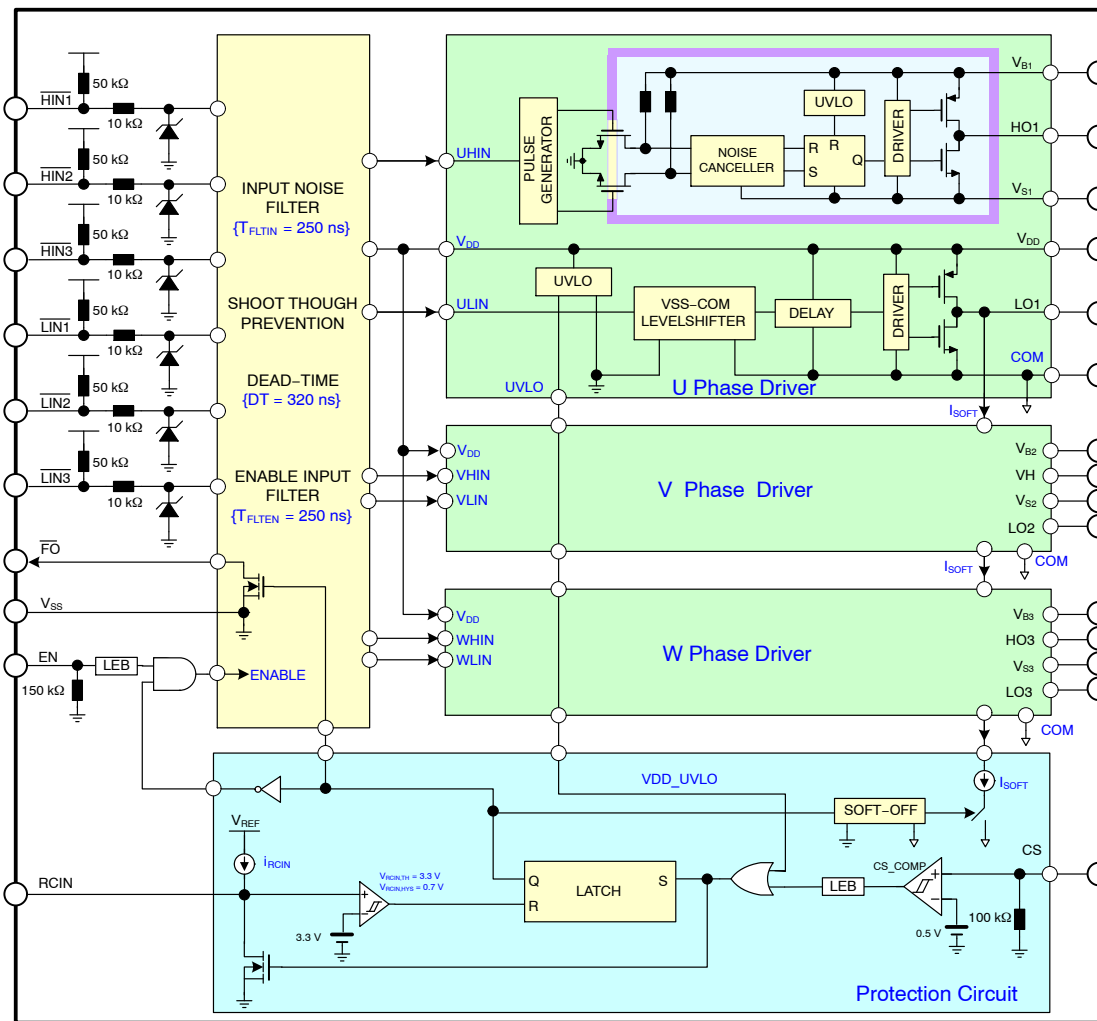 50 kΩ
HIN1
10 kΩ
50 kΩ
HIN2
10 kΩ
50 kΩ
HIN3
10 kΩ
50 kΩ
LIN1
10 kΩ
50 kΩ
LIN2
10 kΩ
50 kΩ
LIN3
10 kΩ
FO
VSS
EN
LEB
150 kΩ
INPUT NOISE
FILTER
{TFLTIN = 250 ns}
SHOOT THOUGH
PREVENTION
DEAD-TIME
{DT = 320 ns}
ENABLE INPUT
FILTER
{TFLTEN = 250 ns}
ENABLE
UHIN
PULSE
GENERATOR
NOISE
CANCELLER
UVLO
R
R
S
Q
DRIVER
VB1
HO1
VS1
VDD
VDD
UVLO
ULIN
VSS-COM
LEVELSHIFTER
DELAY
DRIVER
LO1
COM
UVLO
U Phase Driver
ISOFT
VDD
VHIN
VLIN
V Phase Driver
VB2
VH
VS2
LO2
ISOFT
COM
VDD
WHIN
WLIN
W Phase Driver
VB3
HO3
VS3
LO3
COM
VDD_UVLO
ISOFT
SOFT-OFF
VREF
iRCIN
RCIN
VRCIN,TH = 3.3 V
VRCIN,HYS = 0.7 V
+
-
3.3 V
Q
R
LATCH
S
LEB
CS_COMP
+
-
0.5 V
CS
100 kΩ
Protection Circuit